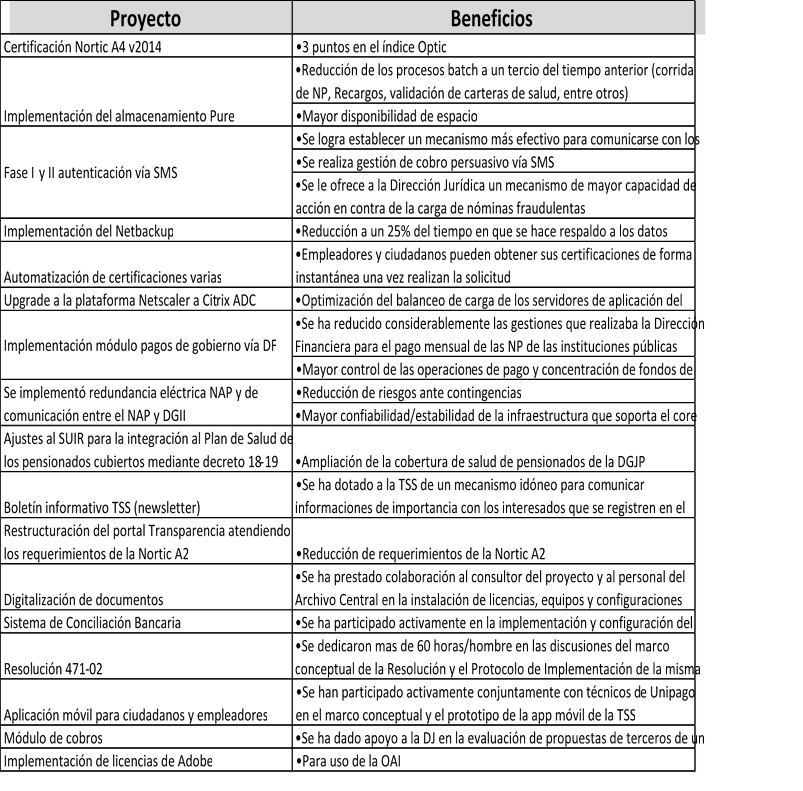 Proyecto Beneficios
Certificación Nortic A4 v2014 •3 puntos en el índice Optic
•Reducción de los procesos batch a un tercio del tiempo anterior (corrida
de NP, Recargos, validación de carteras de salud, entre otros)
Implementación del almacenamiento Pure •Mayor disponibilidad de espacio
•Se logra establecer un mecanismo más efectivo para comunicarse con los
Fase I y II autenticación vía SMS •Se realiza gestión de cobro persuasivo vía SMS
•Se le ofrece a la Dirección Jurídica un mecanismo de mayor capacidad de
acción en contra de la carga de nóminas fraudulentas
Implementación del Netbackup •Reducción a un 25% del tiempo en que se hace respaldo a los datos
•Empleadores y ciudadanos pueden obtener sus certificaciones de forma
Automatización de certificaciones varias instantánea una vez realizan la solicitud
Upgrade a la plataforma Netscaler a Citrix ADC •Optimización del balanceo de carga de los servidores de aplicación del
•Se ha reducido considerablemente las gestiones que realizaba la Dirección
Implementación módulo pagos de gobierno vía DF Financiera para el pago mensual de las NP de las instituciones públicas
•Mayor control de las operaciones de pago y concentración de fondos de
Se implementó redundancia eléctrica NAP y de •Reducción de riesgos ante contingencias
comunicación entre el NAP y DGII •Mayor confiabilidad/estabilidad de la infraestructura que soporta el core
Ajustes al SUIR para la integración al Plan de Salud de
los pensionados cubiertos mediante decreto 18-19 •Ampliación de la cobertura de salud de pensionados de la DGJP
•Se ha dotado a la TSS de un mecanismo idóneo para comunicar
Boletín informativo TSS (newsletter) informaciones de importancia con los interesados que se registren en el
Restructuración del portal Transparencia atendiendo
los requerimientos de la Nortic A2 •Reducción de requerimientos de la Nortic A2
•Se ha prestado colaboración al consultor del proyecto y al personal del
Digitalización de documentos Archivo Central en la instalación de licencias, equipos y configuraciones
Sistema de Conciliación Bancaria •Se ha participado activamente en la implementación y configuración del
•Se dedicaron mas de 60 horas/hombre en las discusiones del marco
Resolución 471-02 conceptual de la Resolución y el Protocolo de Implementación de la misma
•Se han participado activamente conjuntamente con técnicos de Unipago
Aplicación móvil para ciudadanos y empleadores en el marco conceptual y el prototipo de la app móvil de la TSS
Módulo de cobros •Se ha dado apoyo a la DJ en la evaluación de propuestas de terceros de un
Implementación de licencias de Adobe •Para uso de la OAI